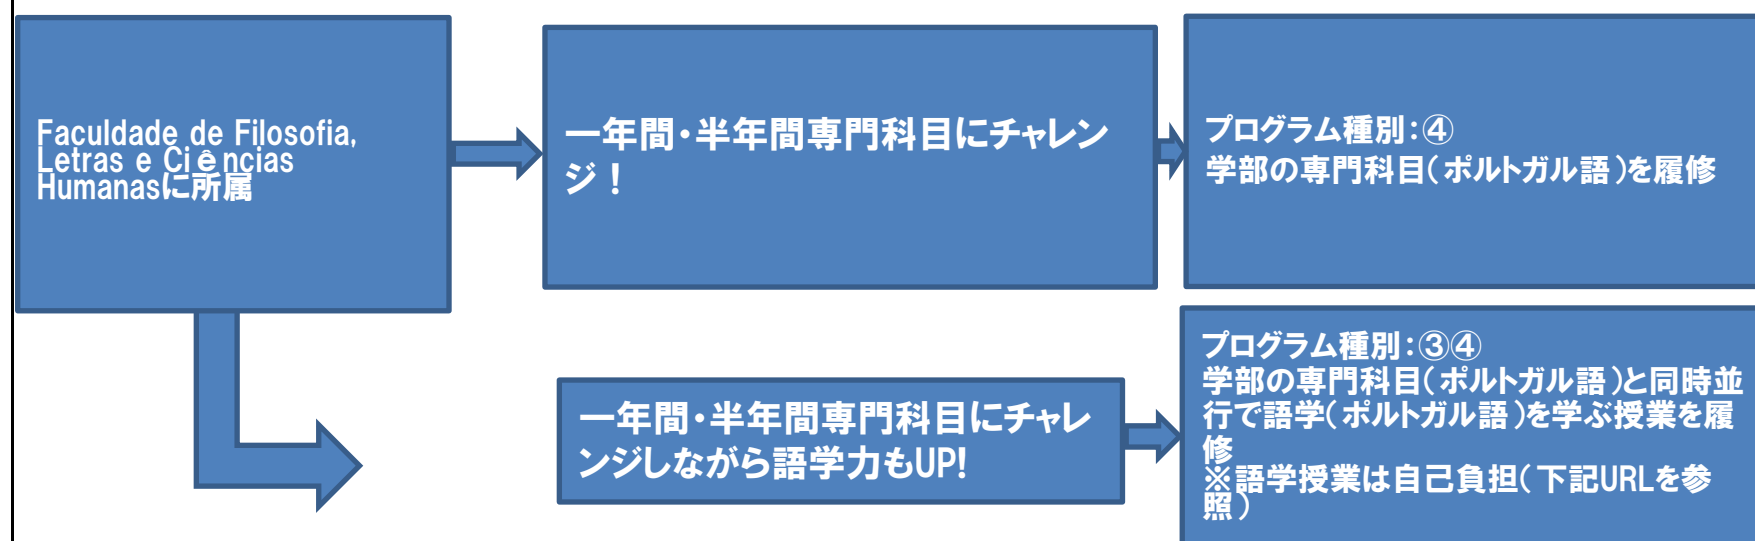 Faculdade de Filosofia,
Letras e Ciências
Humanasに所属
一年間・半年間専門科目にチャレン
ジ！
プログラム種別：④
学部の専門科目（ポルトガル語）を履修
一年間・半年間専門科目にチャレ
ンジしながら語学力もUP!
プログラム種別：③④
学部の専門科目（ポルトガル語）と同時並
行で語学（ポルトガル語）を学ぶ授業を履
修
※語学授業は自己負担（下記URLを参
照）